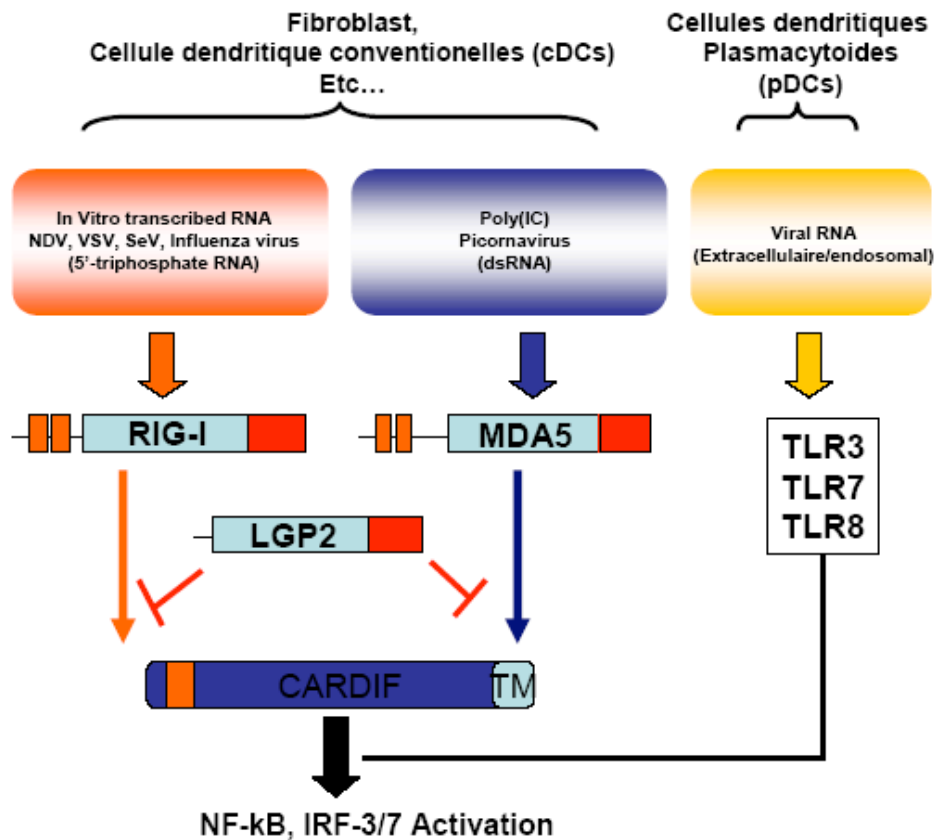 Fibroblast,
Cellule dendritique conventionelles (cDCs)
Etc…
Cellules dendritiques
Plasmacytoides
(pDCs)
In Vitro transcribed RNA
NDV, VSV, SeV, Influenza virus
(5’-triphosphate RNA)
Poly(IC)
Picornavirus
(dsRNA)
Viral RNA
(Extracellulaire/endosomal)
RIG-I
MDA5
TLR3
TLR7
TLR8
LGP2
CARDIF
TM
NF-kB, IRF-3/7 Activation